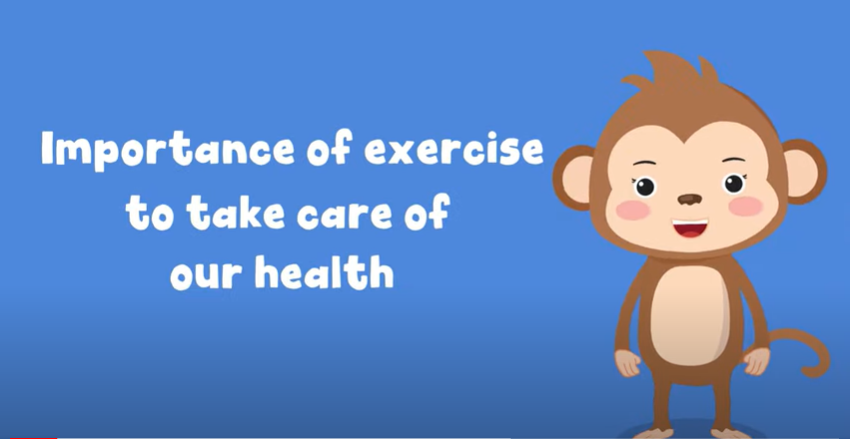 Importance of exercise
to take care of
our health